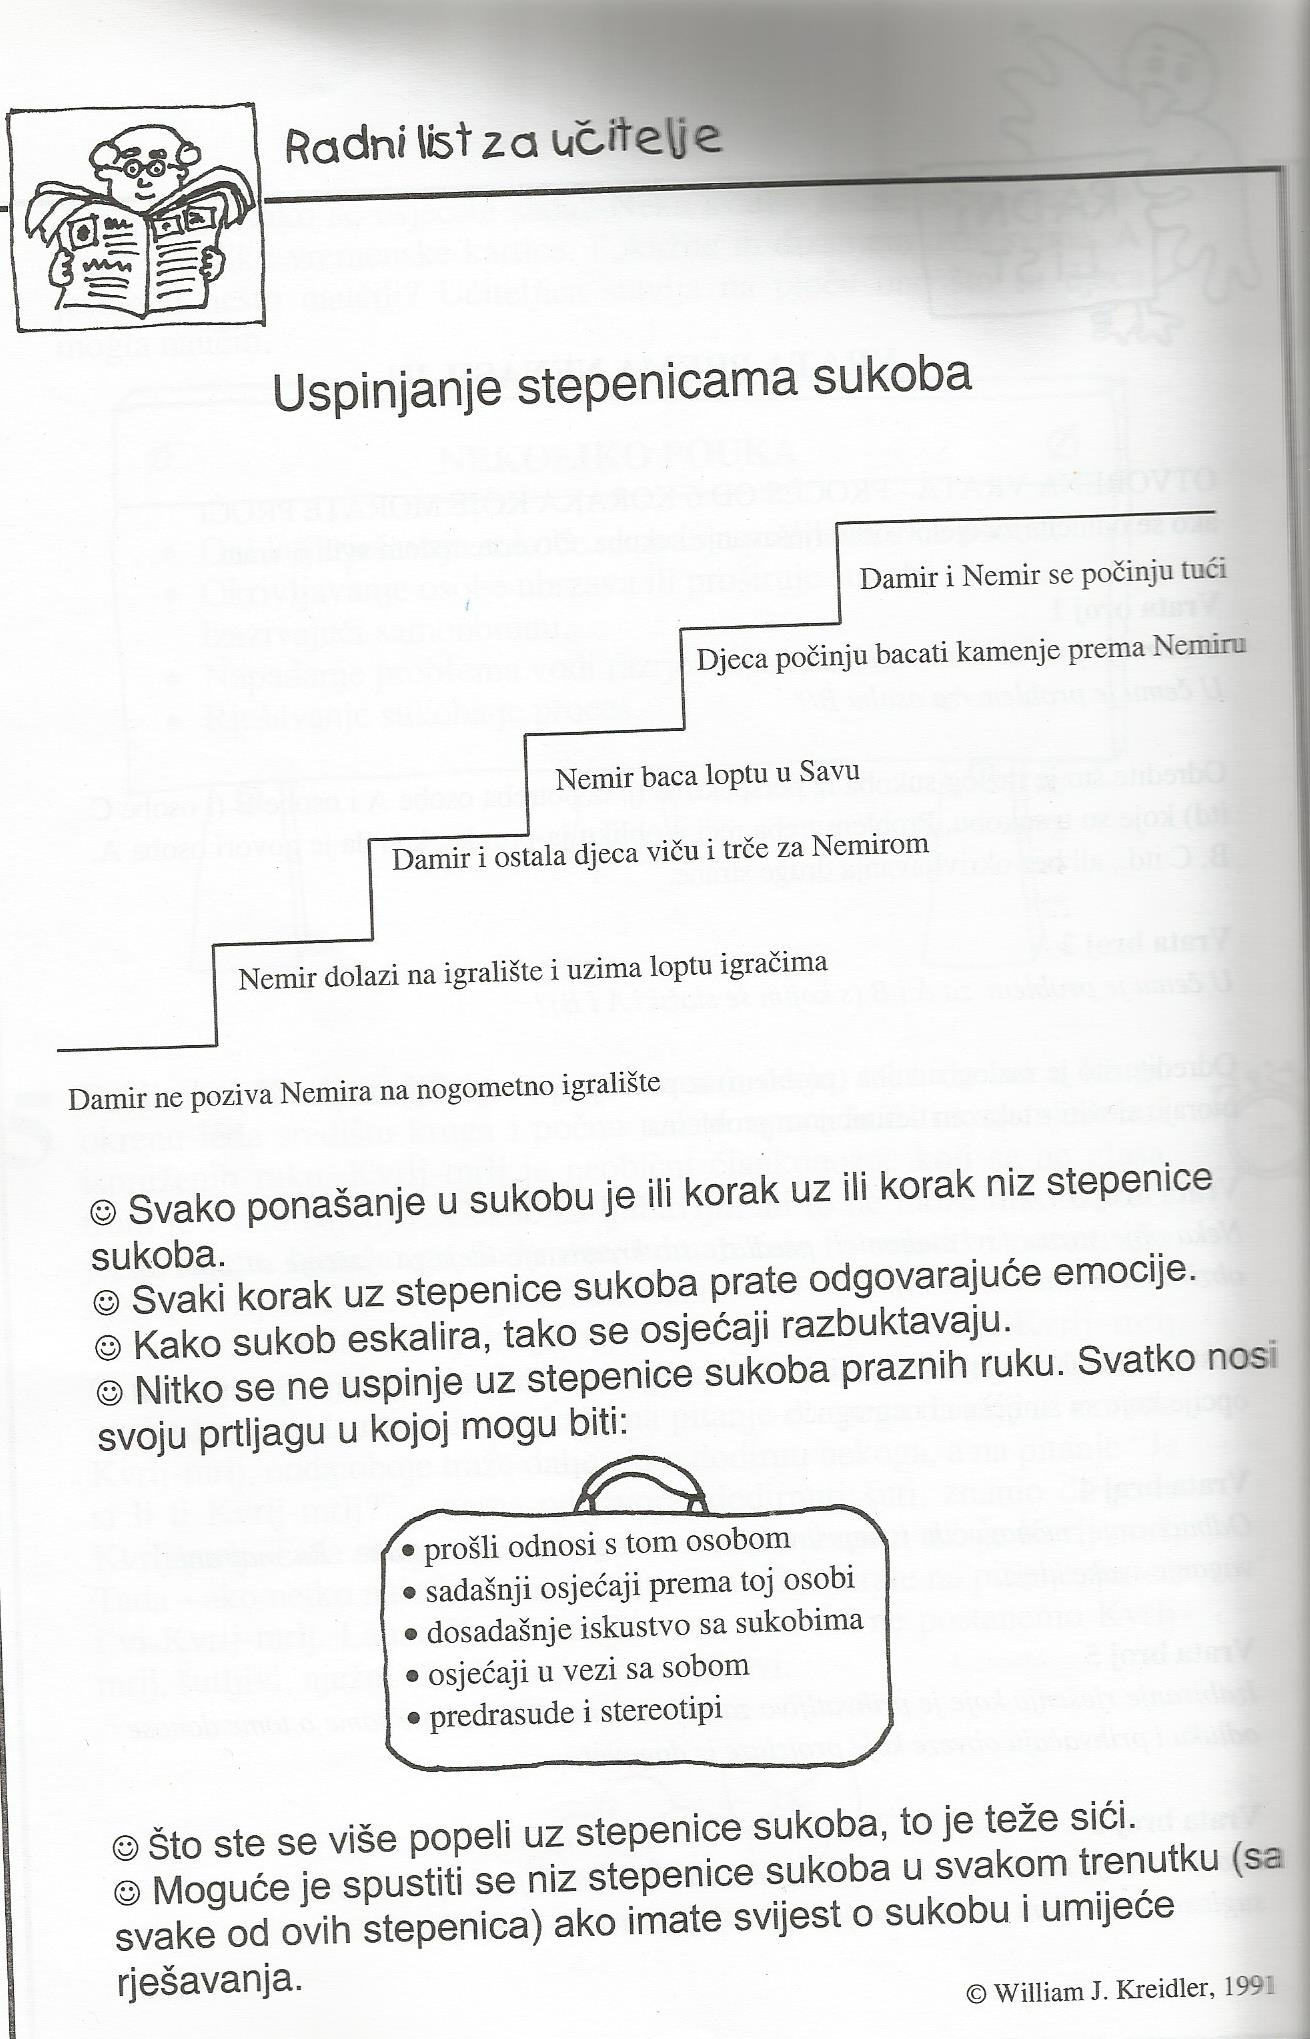 Radni list za učitelje
Uspinjanje stepenicama sukoba
Damir i Nemir se počinju tući
Djeca počinju bacati kamenje prema Nemiru
Nemir baca loptu u Savu
Damir i ostala djeca viču i trče za Nemirom
Nemir dolazi na igralište i uzima loptu igračima
Damir ne poziva Nemira na nogometno igralište
☺ Svako ponašanje u sukobu je ili korak uz ili korak niz stepenice
sukoba.
☺ Svaki korak uz stepenice sukoba prate odgovarajuće emocije.
☺ Kako sukob eskalira, tako se osjećaji razbuktavaju.
☺ Nitko se ne uspinje uz stepenice sukoba praznih ruku. Svatko nosi
svoju prtljagu u kojoj mogu biti:
• prošli odnosi s tom osobom
• sadašnji osjećaji prema toj osobi
• dosadašnje iskustvo sa sukobima
• osjećaji u vezi sa sobom
• predrasude i stereotipi
☺ Što ste se više popeli uz stepenice sukoba, to je teže sići.
☺ Moguće je spustiti se niz stepenice sukoba u svakom trenutku (sa
svake od ovih stepenica) ako imate svijest o sukobu i umijeće
rješavanja.
© William J. Kreidler, 1991